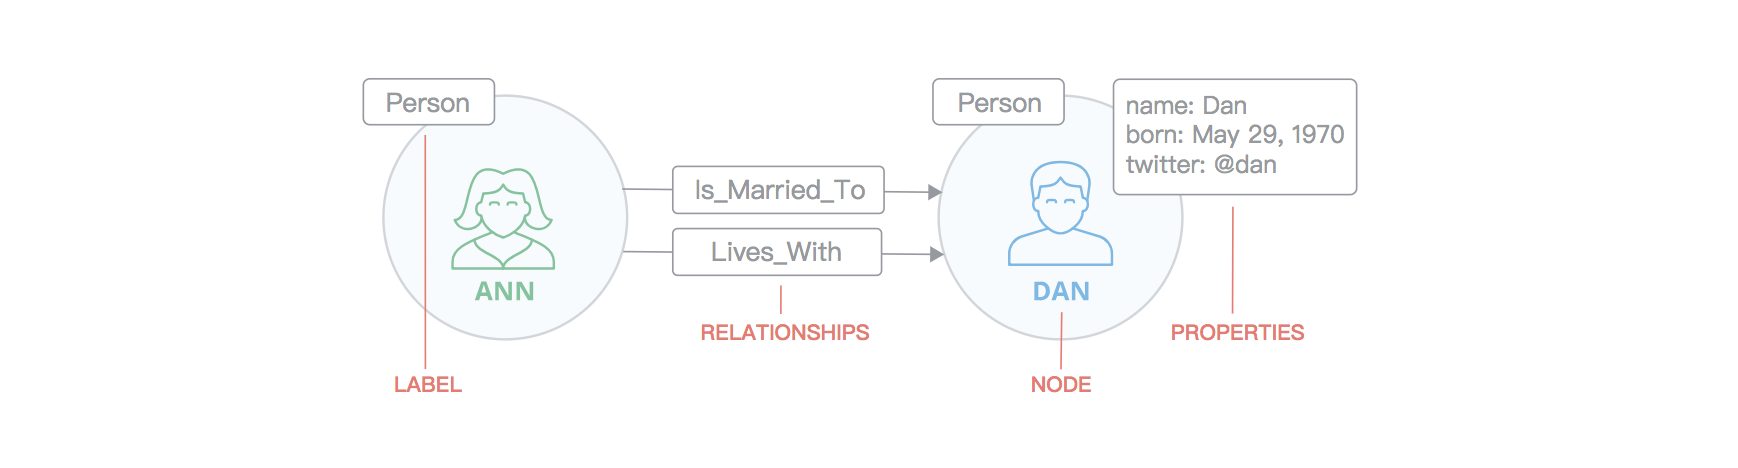 Person
Person
name: Dan
born: May 29, 1970
twitter: @dan
Is_Married_To
Lives_With
ANN
DAN
RELATIONSHIPS
PROPERTIES
LABEL
NODE